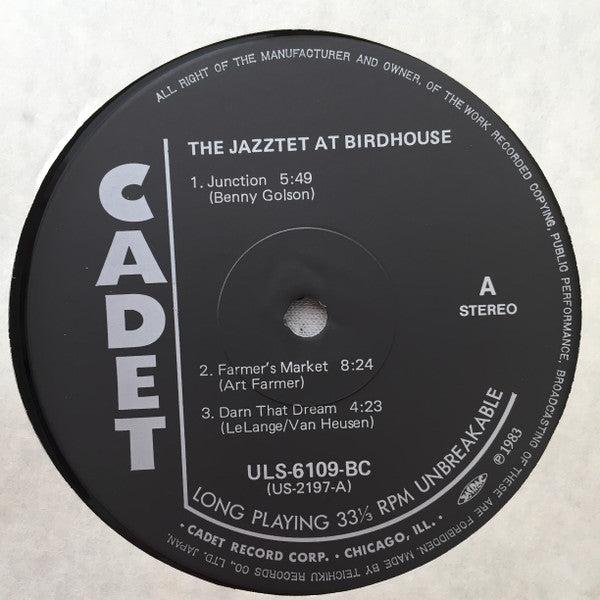 ALL RIGHT OF THE MANUFACTURER AND OWNER, OF THE WORK RECORDED COPYING, PUBLIC PERFORMANCE, BROADCASTING OF THESE ARE FORBIDDEN. MADE BY TEICHIKU RECORDS CO., LTD. JAPAN.
CADET
THE JAZZTET AT BIRDHOUSE
1. Junction 5:49
(Benny Golson)
A
STEREO
2. Farmer's Market 8:24
(Art Farmer)
3. Darn That Dream 4:23
(LeLange/Van Heusen)
ULS-6109-BC
(US-2197-A)
LONG PLAYING 33⅓ RPM UNBREAKABLE
℗1983
• CADET RECORD CORP. • CHICAGO, ILL. •